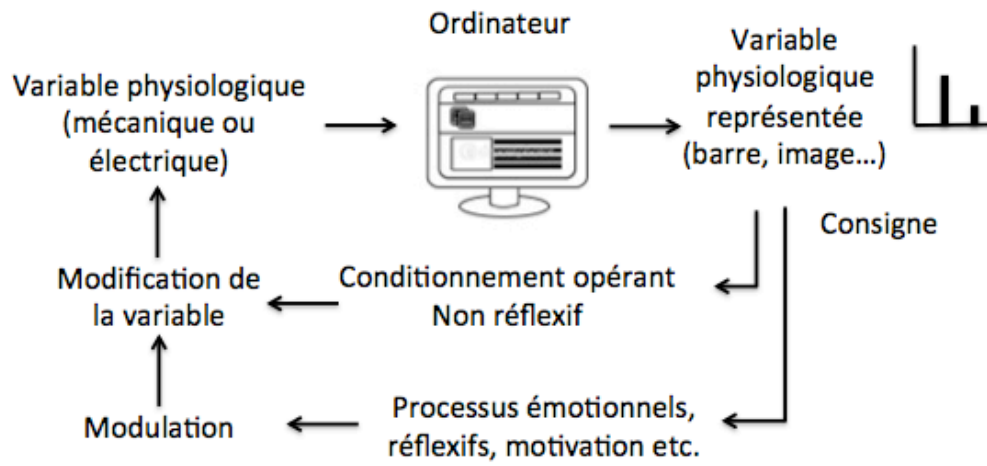 Ordinateur
Variable
physiologique
représentée
(barre, image...)
Variable physiologique
(mécanique ou
électrique)
Consigne
Conditionnement opérant
Non réflexif
Modification de
la variable
Processus émotionnels,
réflexifs, motivation etc.
Modulation